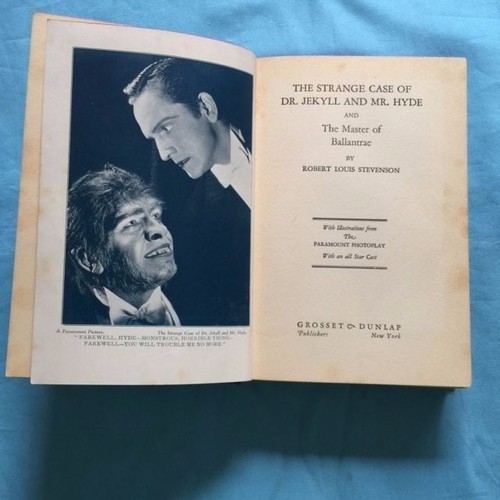 A Paramount Picture. The Strange Case of Dr. Jekyll and Mr. Hyde
"FAREWELL, HYDE—MONSTROUS, HORRIBLE THING—
FAREWELL—YOU WILL TROUBLE ME NO MORE."
THE STRANGE CASE OF
DR. JEKYLL AND MR. HYDE
AND
The Master of
Ballantrae
BY
ROBERT LOUIS STEVENSON
With Illustrations from
The
PARAMOUNT PHOTOPLAY
With an all Star Cast
GROSSET & DUNLAP
Publishers New York